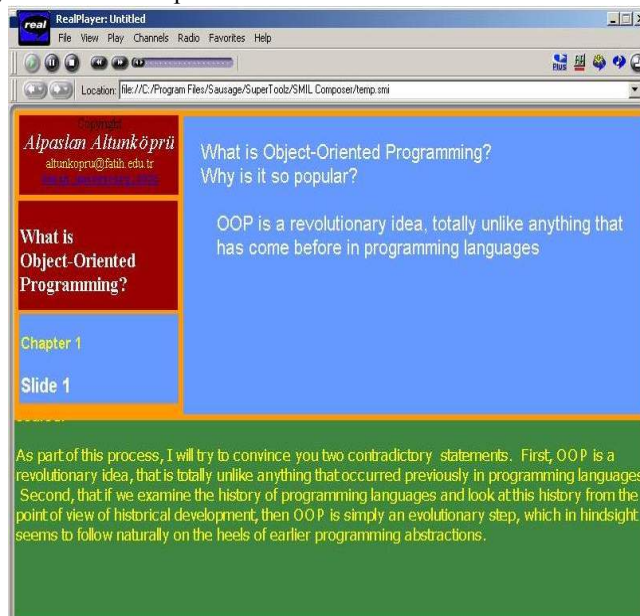 real
RealPlayer: Untitled
File View Play Channels Radio Favorites Help
Plus
Location: file://C:/Program Files/Sausage/SuperToolz/SMIL Composer/temp.smi
Copyright
Alpaslan Altunköprü
altunkopru@fatih.edu.tr
What is
Object-Oriented
Programming?
Chapter 1
Slide 1
What is Object-Oriented Programming?
Why is it so popular?
OOP is a revolutionary idea, totally unlike anything that
has come before in programming languages
As part of this process, I will try to convince you two contradictory statements. First, OOP is a
revolutionary idea, that is totally unlike anything that occurred previously in programming languages
Second, that if we examine the history of programming languages and look at this history from the
point of view of historical development, then OOP is simply an evolutionary step, which in hindsight
seems to follow naturally on the heels of earlier programming abstractions.